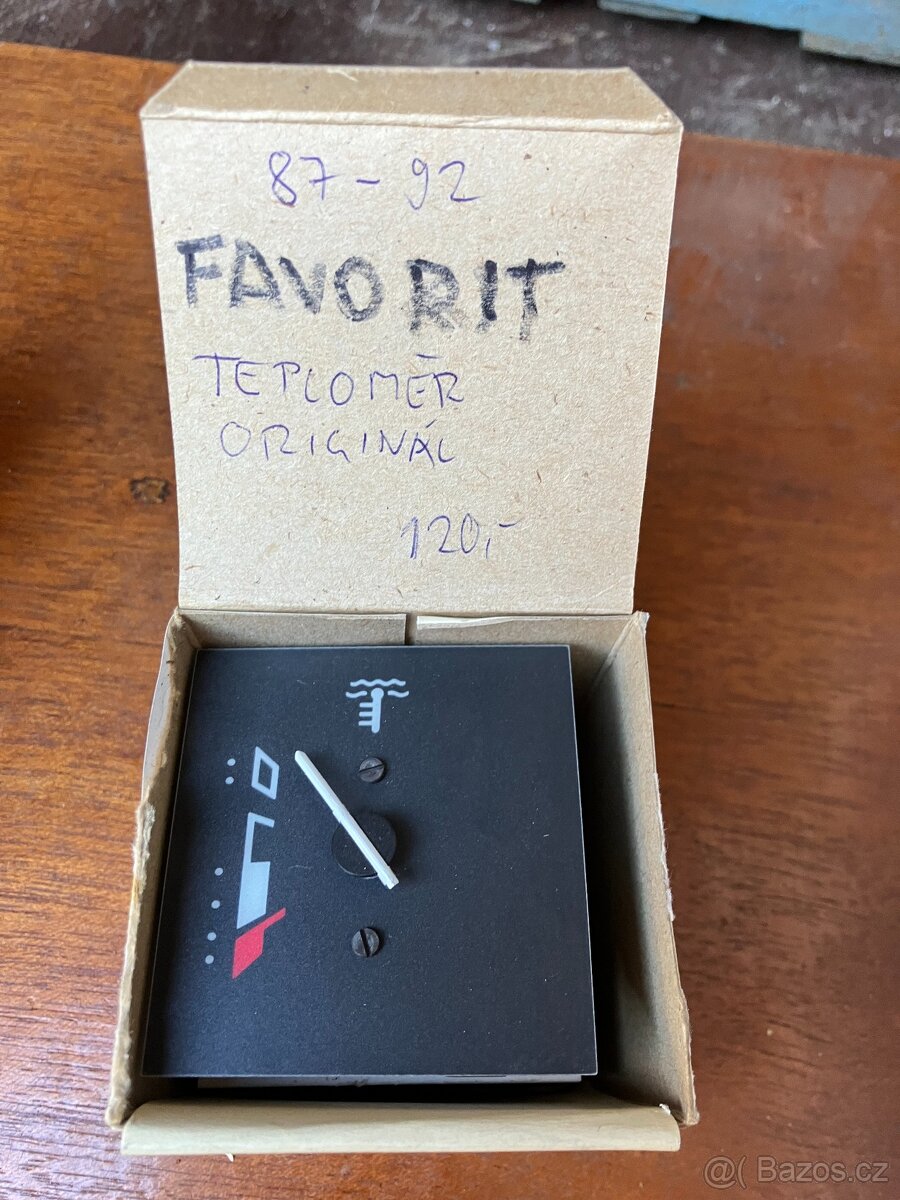 87 - 92
FAVORIT
TEPLOMĚR
ORIGINÁL
120,-
@( Bazos.cz